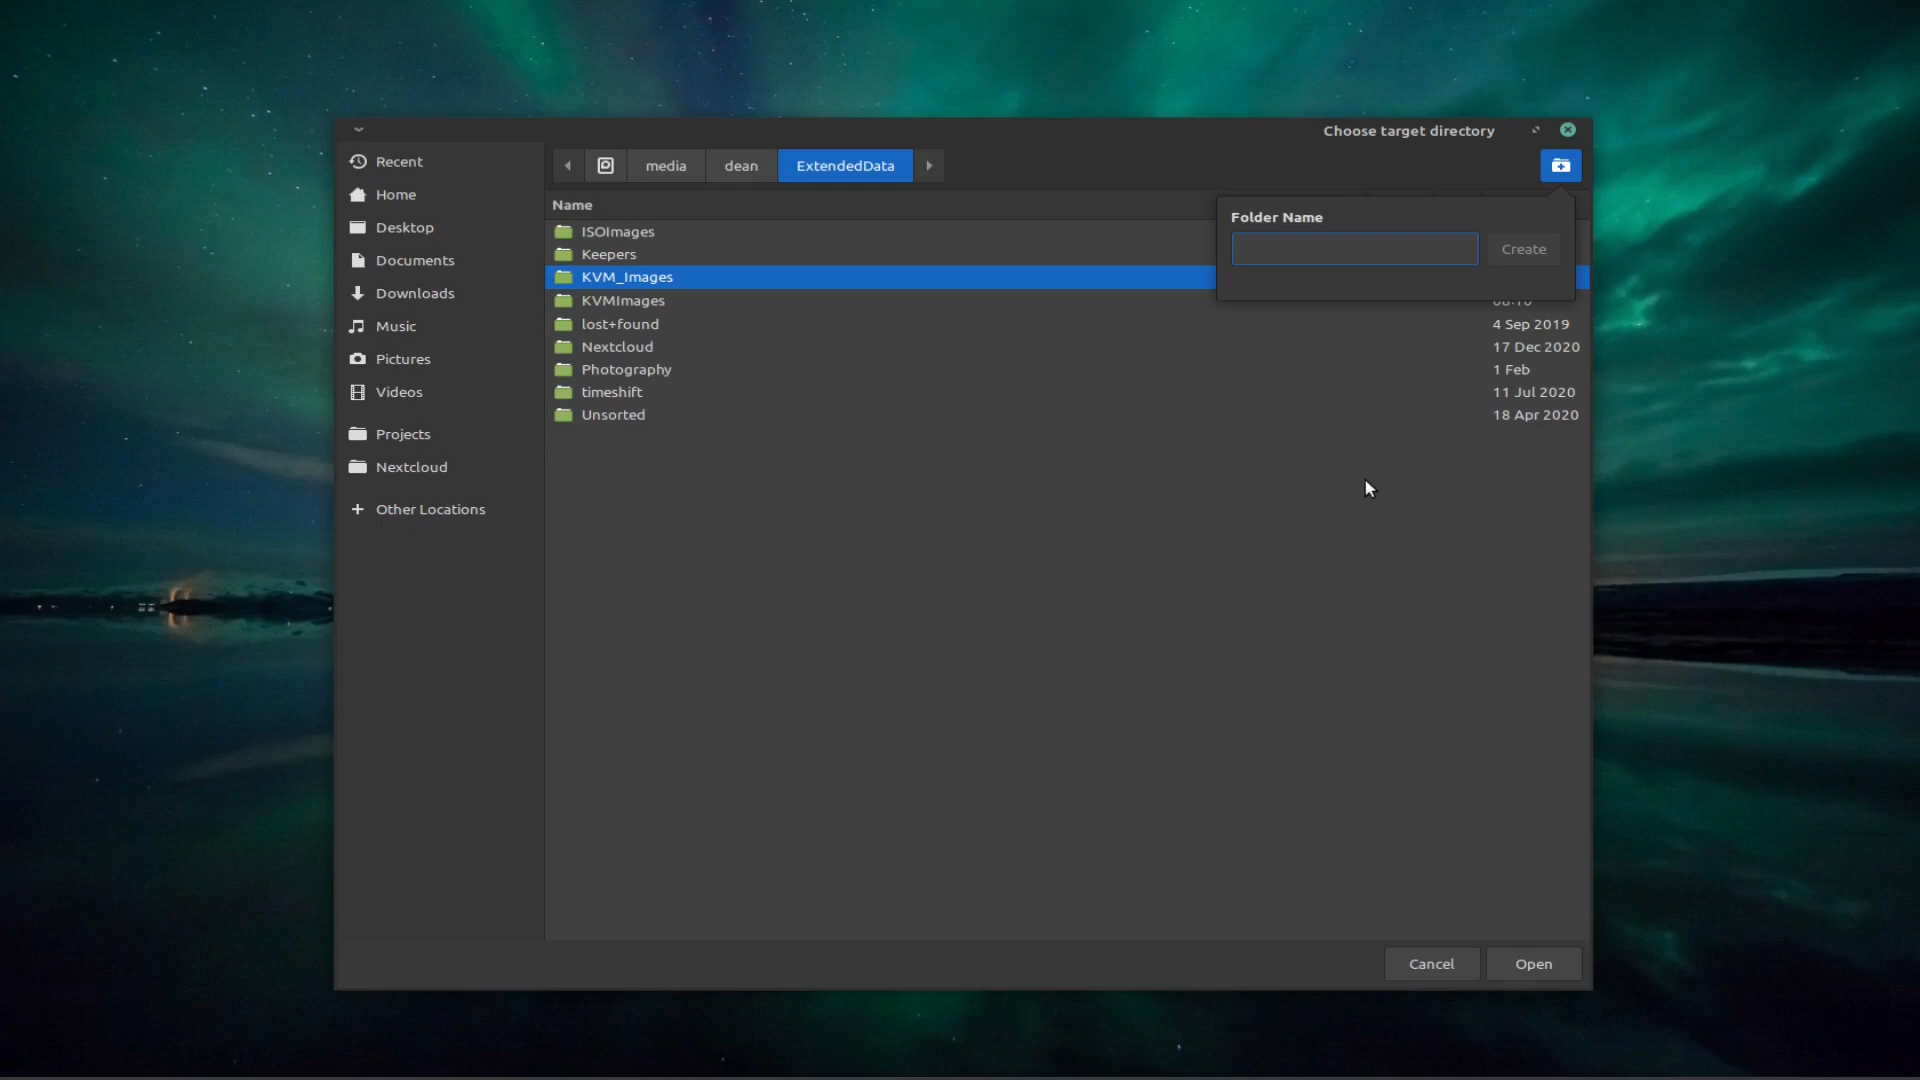 Choose target directory
Recent
Home
Desktop
Documents
Downloads
Music
Pictures
Videos
Projects
Nextcloud
Other Locations
media dean ExtendedData
Name
Folder Name
Create
ISOImages
Keepers
KVM_Images
KVMImages
lost+found 4 Sep 2019
Nextcloud 17 Dec 2020
Photography 1 Feb
timeshift 11 Jul 2020
Unsorted 18 Apr 2020
Cancel Open